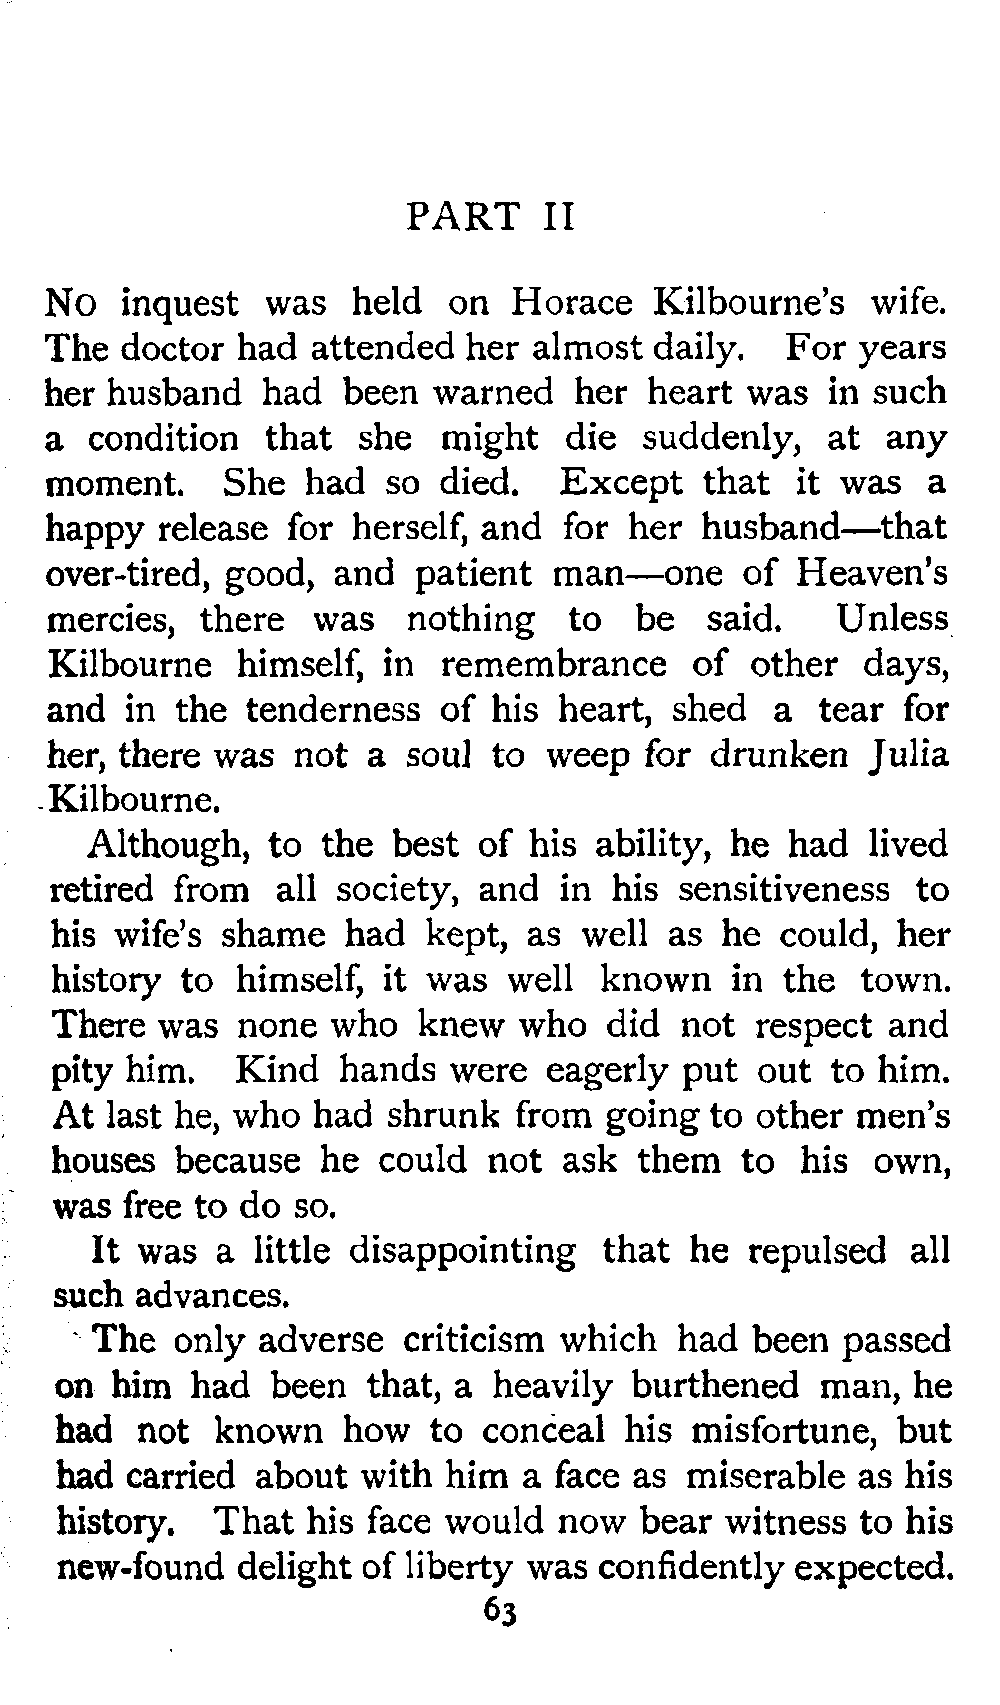 PART II
NO inquest was held on Horace Kilbourne's wife.
The doctor had attended her almost daily. For years
her husband had been warned her heart was in such
a condition that she might die suddenly, at any
moment. She had so died. Except that it was a
happy release for herself, and for her husband—that
over-tired, good, and patient man—one of Heaven's
mercies, there was nothing to be said. Unless
Kilbourne himself, in remembrance of other days,
and in the tenderness of his heart, shed a tear for
her, there was not a soul to weep for drunken Julia
Kilbourne.
Although, to the best of his ability, he had lived
retired from all society, and in his sensitiveness to
his wife's shame had kept, as well as he could, her
history to himself, it was well known in the town.
There was none who knew who did not respect and
pity him. Kind hands were eagerly put out to him.
At last he, who had shrunk from going to other men's
houses because he could not ask them to his own,
was free to do so.
It was a little disappointing that he repulsed all
such advances.
The only adverse criticism which had been passed
on him had been that, a heavily burthened man, he
had not known how to conceal his misfortune, but
had carried about with him a face as miserable as his
history. That his face would now bear witness to his
new-found delight of liberty was confidently expected.
63